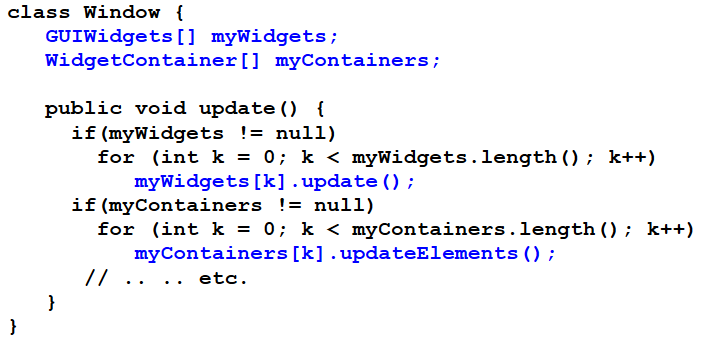 class Window {
GUIWidgets[] myWidgets;
WidgetContainer[] myContainers;
public void update() {
if(myWidgets != null)
for (int k = 0; k < myWidgets.length(); k++)
myWidgets[k].update();
if(myContainers != null)
for (int k = 0; k < myContainers.length(); k++)
myContainers[k].updateElements();
// .. .. etc.
}
}